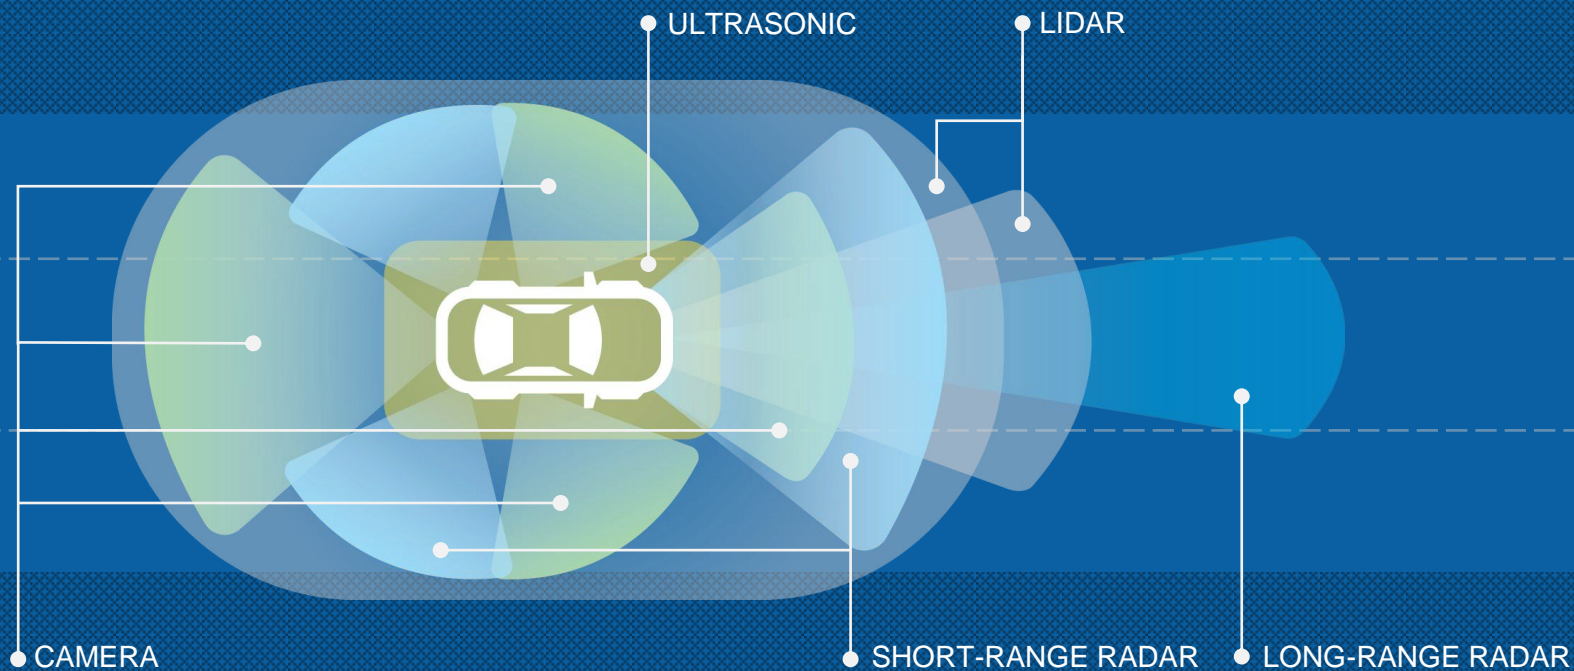 ULTRASONIC
LIDAR
CAMERA
SHORT-RANGE RADAR
LONG-RANGE RADAR